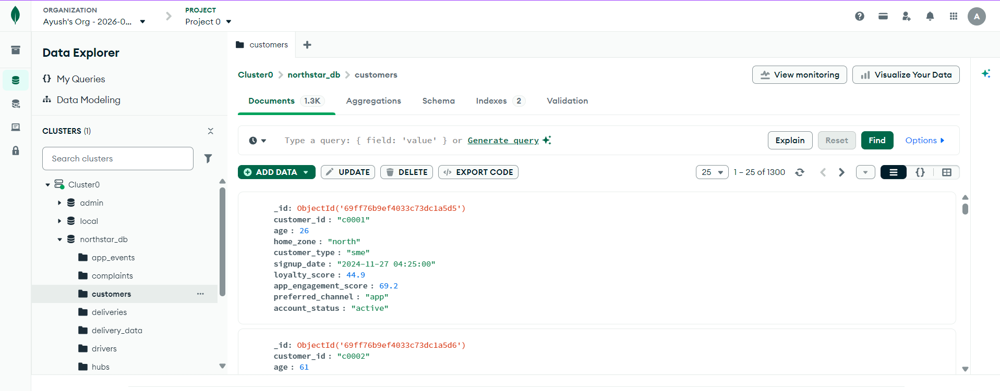 ORGANIZATION
Ayush's Org - 2026-0...
PROJECT
Project 0
A
Data Explorer
My Queries
Data Modeling
CLUSTERS (1)
Search clusters
Cluster0
admin
local
northstar_db
app_events
complaints
customers
deliveries
delivery_data
drivers
hubs
customers
Cluster0 > northstar_db > customers
View monitoring
Visualize Your Data
Documents 1.3K
Aggregations
Schema
Indexes 2
Validation
Type a query: { field: 'value' } or Generate query
Explain
Reset
Find
Options
ADD DATA
UPDATE
DELETE
EXPORT CODE
25
1 – 25 of 1300
_id: ObjectId('69ff76b9ef4033c73dc1a5d5')
customer_id : "c0001"
age : 26
home_zone : "north"
customer_type : "sme"
signup_date : "2024-11-27 04:25:00"
loyalty_score : 44.9
app_engagement_score : 69.2
preferred_channel : "app"
account_status : "active"
_id: ObjectId('69ff76b9ef4033c73dc1a5d6')
customer_id : "c0002"
age : 61